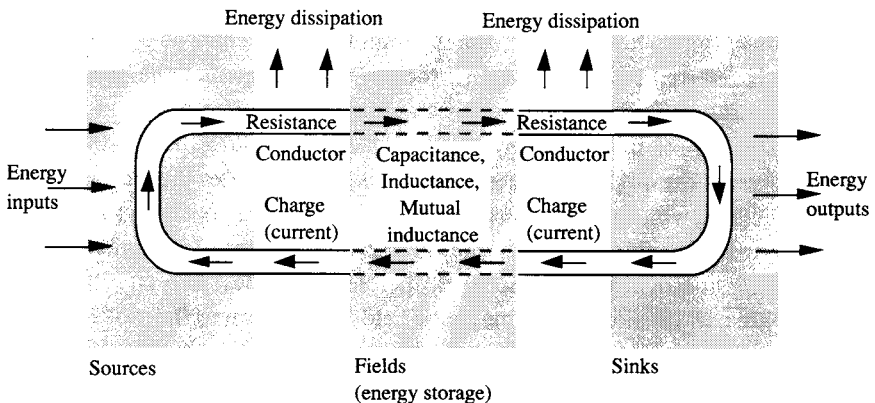 Energy dissipation
Energy dissipation
Resistance
Resistance
Conductor
Capacitance,
Inductance,
Mutual
inductance
Conductor
Energy
inputs
Energy
outputs
Charge
(current)
Charge
(current)
Sources
Fields
(energy storage)
Sinks